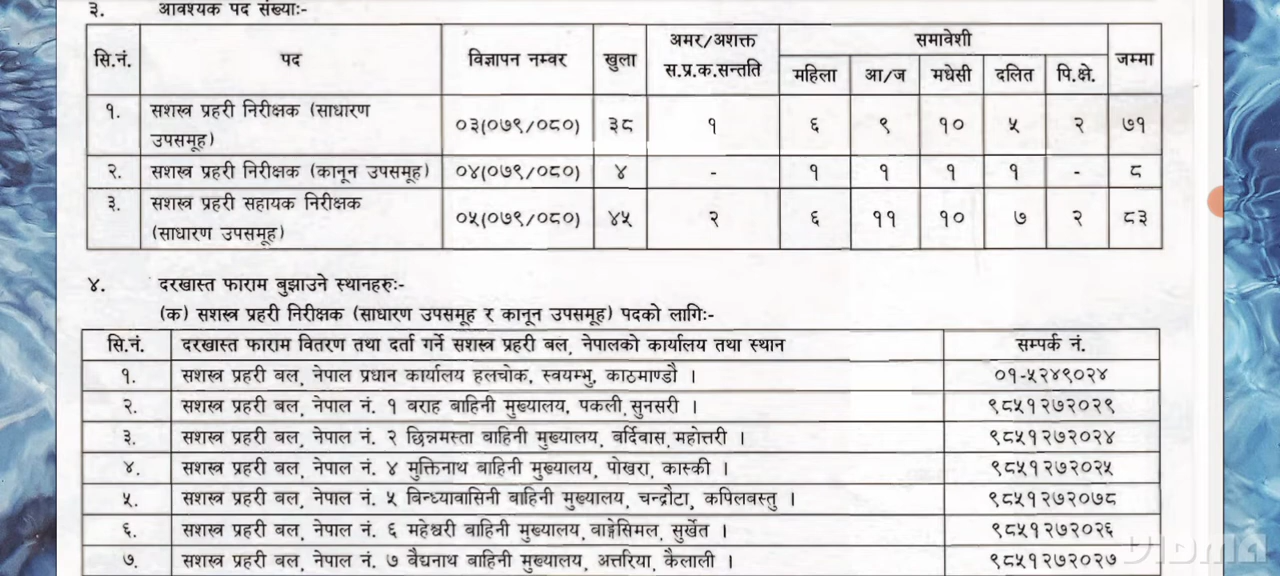 ३. आवश्यक पद संख्याः-
सि.नं. पद विज्ञापन नम्वर खुला अमर/अशक्त स.प्र.क.सन्तति समावेशी जम्मा
महिला आ/ज मधेसी दलित पि.क्षे.
१. सशस्त्र प्रहरी निरीक्षक (साधारण
उपसमूह) ०३(०७९/०८०) ३८ १ ६ ९ १० ५ २ ७१
२. सशस्त्र प्रहरी निरीक्षक (कानून उपसमूह) ०४(०७९/०८०) ४ - १ १ १ १ - ८
३. सशस्त्र प्रहरी सहायक निरीक्षक
(साधारण उपसमूह) ०५(०७९/०८०) ४५ २ ६ ११ १० ७ २ ८३
४. दरखास्त फाराम बुझाउने स्थानहरुः-
(क) सशस्त्र प्रहरी निरीक्षक (साधारण उपसमूह र कानून उपसमूह) पदको लागिः-
सि.नं. दरखास्त फाराम वितरण तथा दर्ता गर्ने सशस्त्र प्रहरी बल, नेपालको कार्यालय तथा स्थान सम्पर्क नं.
१. सशस्त्र प्रहरी बल, नेपाल प्रधान कार्यालय हलचोक, स्वयम्भु, काठमाण्डौ । ०१-५२४९०२४
२. सशस्त्र प्रहरी बल, नेपाल नं. १ बराह बाहिनी मुख्यालय, पकली,सुनसरी । ९८५१२७२०२९
३. सशस्त्र प्रहरी बल, नेपाल नं. २ छिन्नमस्ता बाहिनी मुख्यालय, बर्दिवास,महोत्तरी । ९८५१२७२०२४
४. सशस्त्र प्रहरी बल, नेपाल नं. ४ मुक्तिनाथ बाहिनी मुख्यालय, पोखरा, कास्की । ९८५१२७२०२५
५. सशस्त्र प्रहरी बल, नेपाल नं. ५ बिन्ध्यावासिनी बाहिनी मुख्यालय, चन्द्रौटा, कपिलबस्तु । ९८५१२७२०७८
६. सशस्त्र प्रहरी बल, नेपाल नं. ६ महेश्वरी बाहिनी मुख्यालय, बाङ्गेसिमल, सुर्खेत । ९८५१२७२०२६
७. सशस्त्र प्रहरी बल, नेपाल नं. ७ बैद्यनाथ बाहिनी मुख्यालय, अत्तरिया, कैलाली । ९८५१२७२०२७
VIDMA